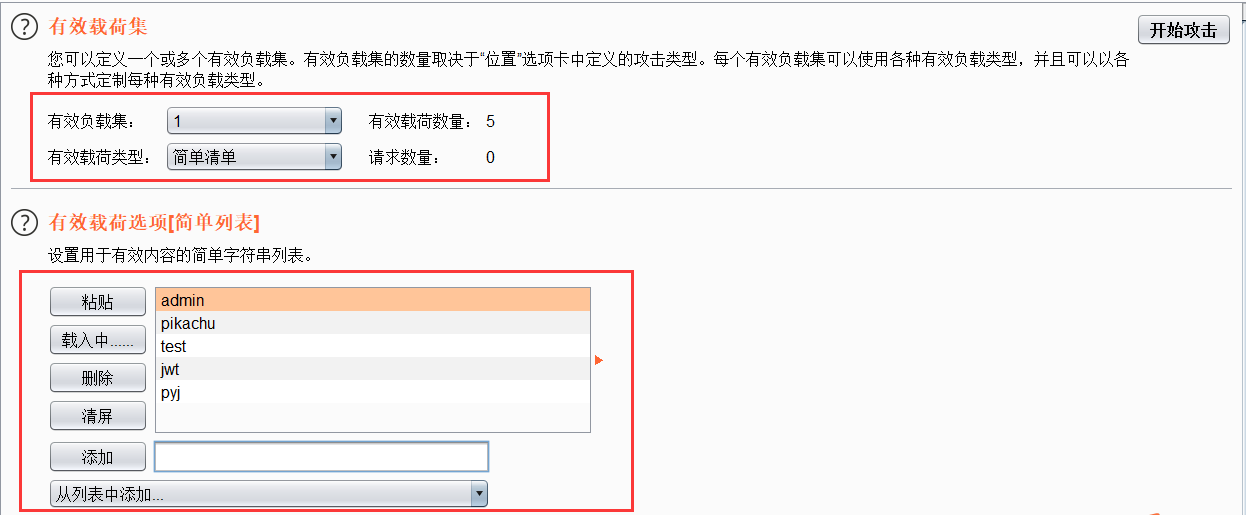 有效载荷集
开始攻击
您可以定义一个或多个有效负载集。有效负载集的数量取决于“位置”选项卡中定义的攻击类型。每个有效负载集可以使用各种有效负载类型，并且可以以各
种方式定制每种有效负载类型。
有效负载集： 1 有效载荷数量： 5
有效载荷类型： 简单清单 请求数量： 0
有效载荷选项[简单列表]
设置用于有效内容的简单字符串列表。
粘贴
载入中......
删除
清屏
admin
pikachu
test
jwt
pyj
添加
从列表中添加...